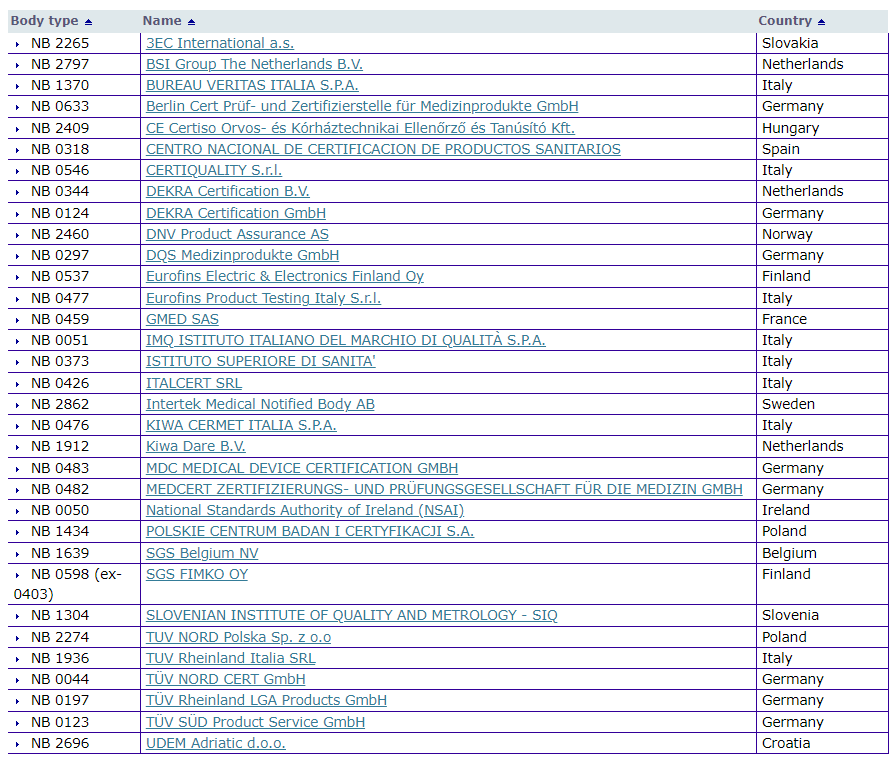 Body type Name Country
NB 2265 3EC International a.s. Slovakia
NB 2797 BSI Group The Netherlands B.V. Netherlands
NB 1370 BUREAU VERITAS ITALIA S.P.A. Italy
NB 0633 Berlin Cert Prüf- und Zertifizierstelle für Medizinprodukte GmbH Germany
NB 2409 CE Certiso Orvos- és Kórháztechnikai Ellenőrző és Tanúsító Kft. Hungary
NB 0318 CENTRO NACIONAL DE CERTIFICACION DE PRODUCTOS SANITARIOS Spain
NB 0546 CERTIQUALITY S.r.l. Italy
NB 0344 DEKRA Certification B.V. Netherlands
NB 0124 DEKRA Certification GmbH Germany
NB 2460 DNV Product Assurance AS Norway
NB 0297 DQS Medizinprodukte GmbH Germany
NB 0537 Eurofins Electric & Electronics Finland Oy Finland
NB 0477 Eurofins Product Testing Italy S.r.l. Italy
NB 0459 GMED SAS France
NB 0051 IMQ ISTITUTO ITALIANO DEL MARCHIO DI QUALITÀ S.P.A. Italy
NB 0373 ISTITUTO SUPERIORE DI SANITA' Italy
NB 0426 ITALCERT SRL Italy
NB 2862 Intertek Medical Notified Body AB Sweden
NB 0476 KIWA CERMET ITALIA S.P.A. Italy
NB 1912 Kiwa Dare B.V. Netherlands
NB 0483 MDC MEDICAL DEVICE CERTIFICATION GMBH Germany
NB 0482 MEDCERT ZERTIFIZIERUNGS- UND PRÜFUNGSGESELLSCHAFT FÜR DIE MEDIZIN GMBH Germany
NB 0050 National Standards Authority of Ireland (NSAI) Ireland
NB 1434 POLSKIE CENTRUM BADAN I CERTYFIKACJI S.A. Poland
NB 1639 SGS Belgium NV Belgium
NB 0598 (ex- SGS FIMKO OY Finland
0403)
NB 1304 SLOVENIAN INSTITUTE OF QUALITY AND METROLOGY - SIQ Slovenia
NB 2274 TUV NORD Polska Sp. z o.o Poland
NB 1936 TUV Rheinland Italia SRL Italy
NB 0044 TÜV NORD CERT GmbH Germany
NB 0197 TÜV Rheinland LGA Products GmbH Germany
NB 0123 TÜV SÜD Product Service GmbH Germany
NB 2696 UDEM Adriatic d.o.o. Croatia